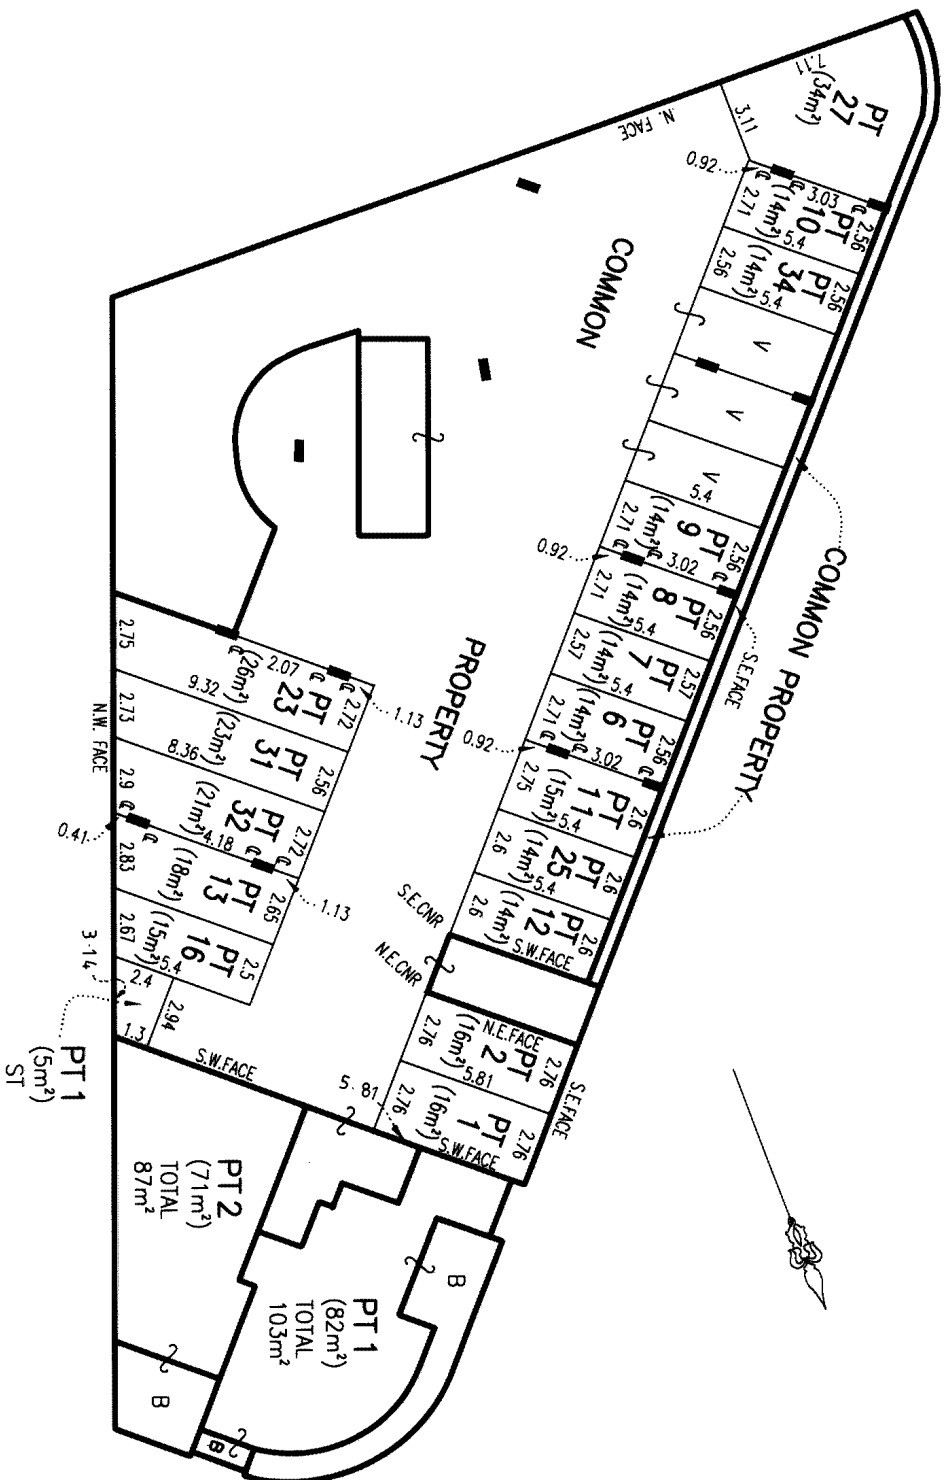 PT
27
(34m²)
7.11
3.11
N. FACE
0.92
3.03
2.56
PT
10
(14m²)
2.71
5.4
2.56
PT
34
(14m²)
2.56
5.4
V
V
V
5.4
COMMON
COMMON PROPERTY
2.56
PT
9
(14m²)
2.71
0.92
3.02
S.E.FACE
2.56
PT
8
(14m²)
2.71
5.4
2.57
PT
7
(14m²)
2.57
5.4
2.56
PT
6
(14m²)
2.71
0.92
3.02
2.6
PT
11
(15m²)
2.75
5.4
2.6
PT
25
(14m²)
2.6
5.4
2.6
PT
12
(14m²)
2.6
S.W.FACE
S.E.CNR
N.E.CNR
PROPERTY
N.E.FACE
2.76
PT
2
(16m²)
2.76
5.81
S.E.FACE
2.76
PT
1
(16m²)
2.76
5.81
S.W.FACE
1.13
2.72
PT
23
(26m²)
2.07
9.32
2.75
2.56
PT
31
(23m²)
8.36
2.73
N.W. FACE
2.72
PT
32
(21m²)
4.18
2.9
0.41
1.13
2.65
PT
13
(18m²)
2.83
2.5
PT
16
(15m²)
5.4
2.67
3.14
2.4
2.94
1.3
S.W.FACE
PT 1
(5m²)
ST
PT 2
(71m²)
TOTAL
87m²
PT 1
(82m²)
TOTAL
103m²
B
B
B